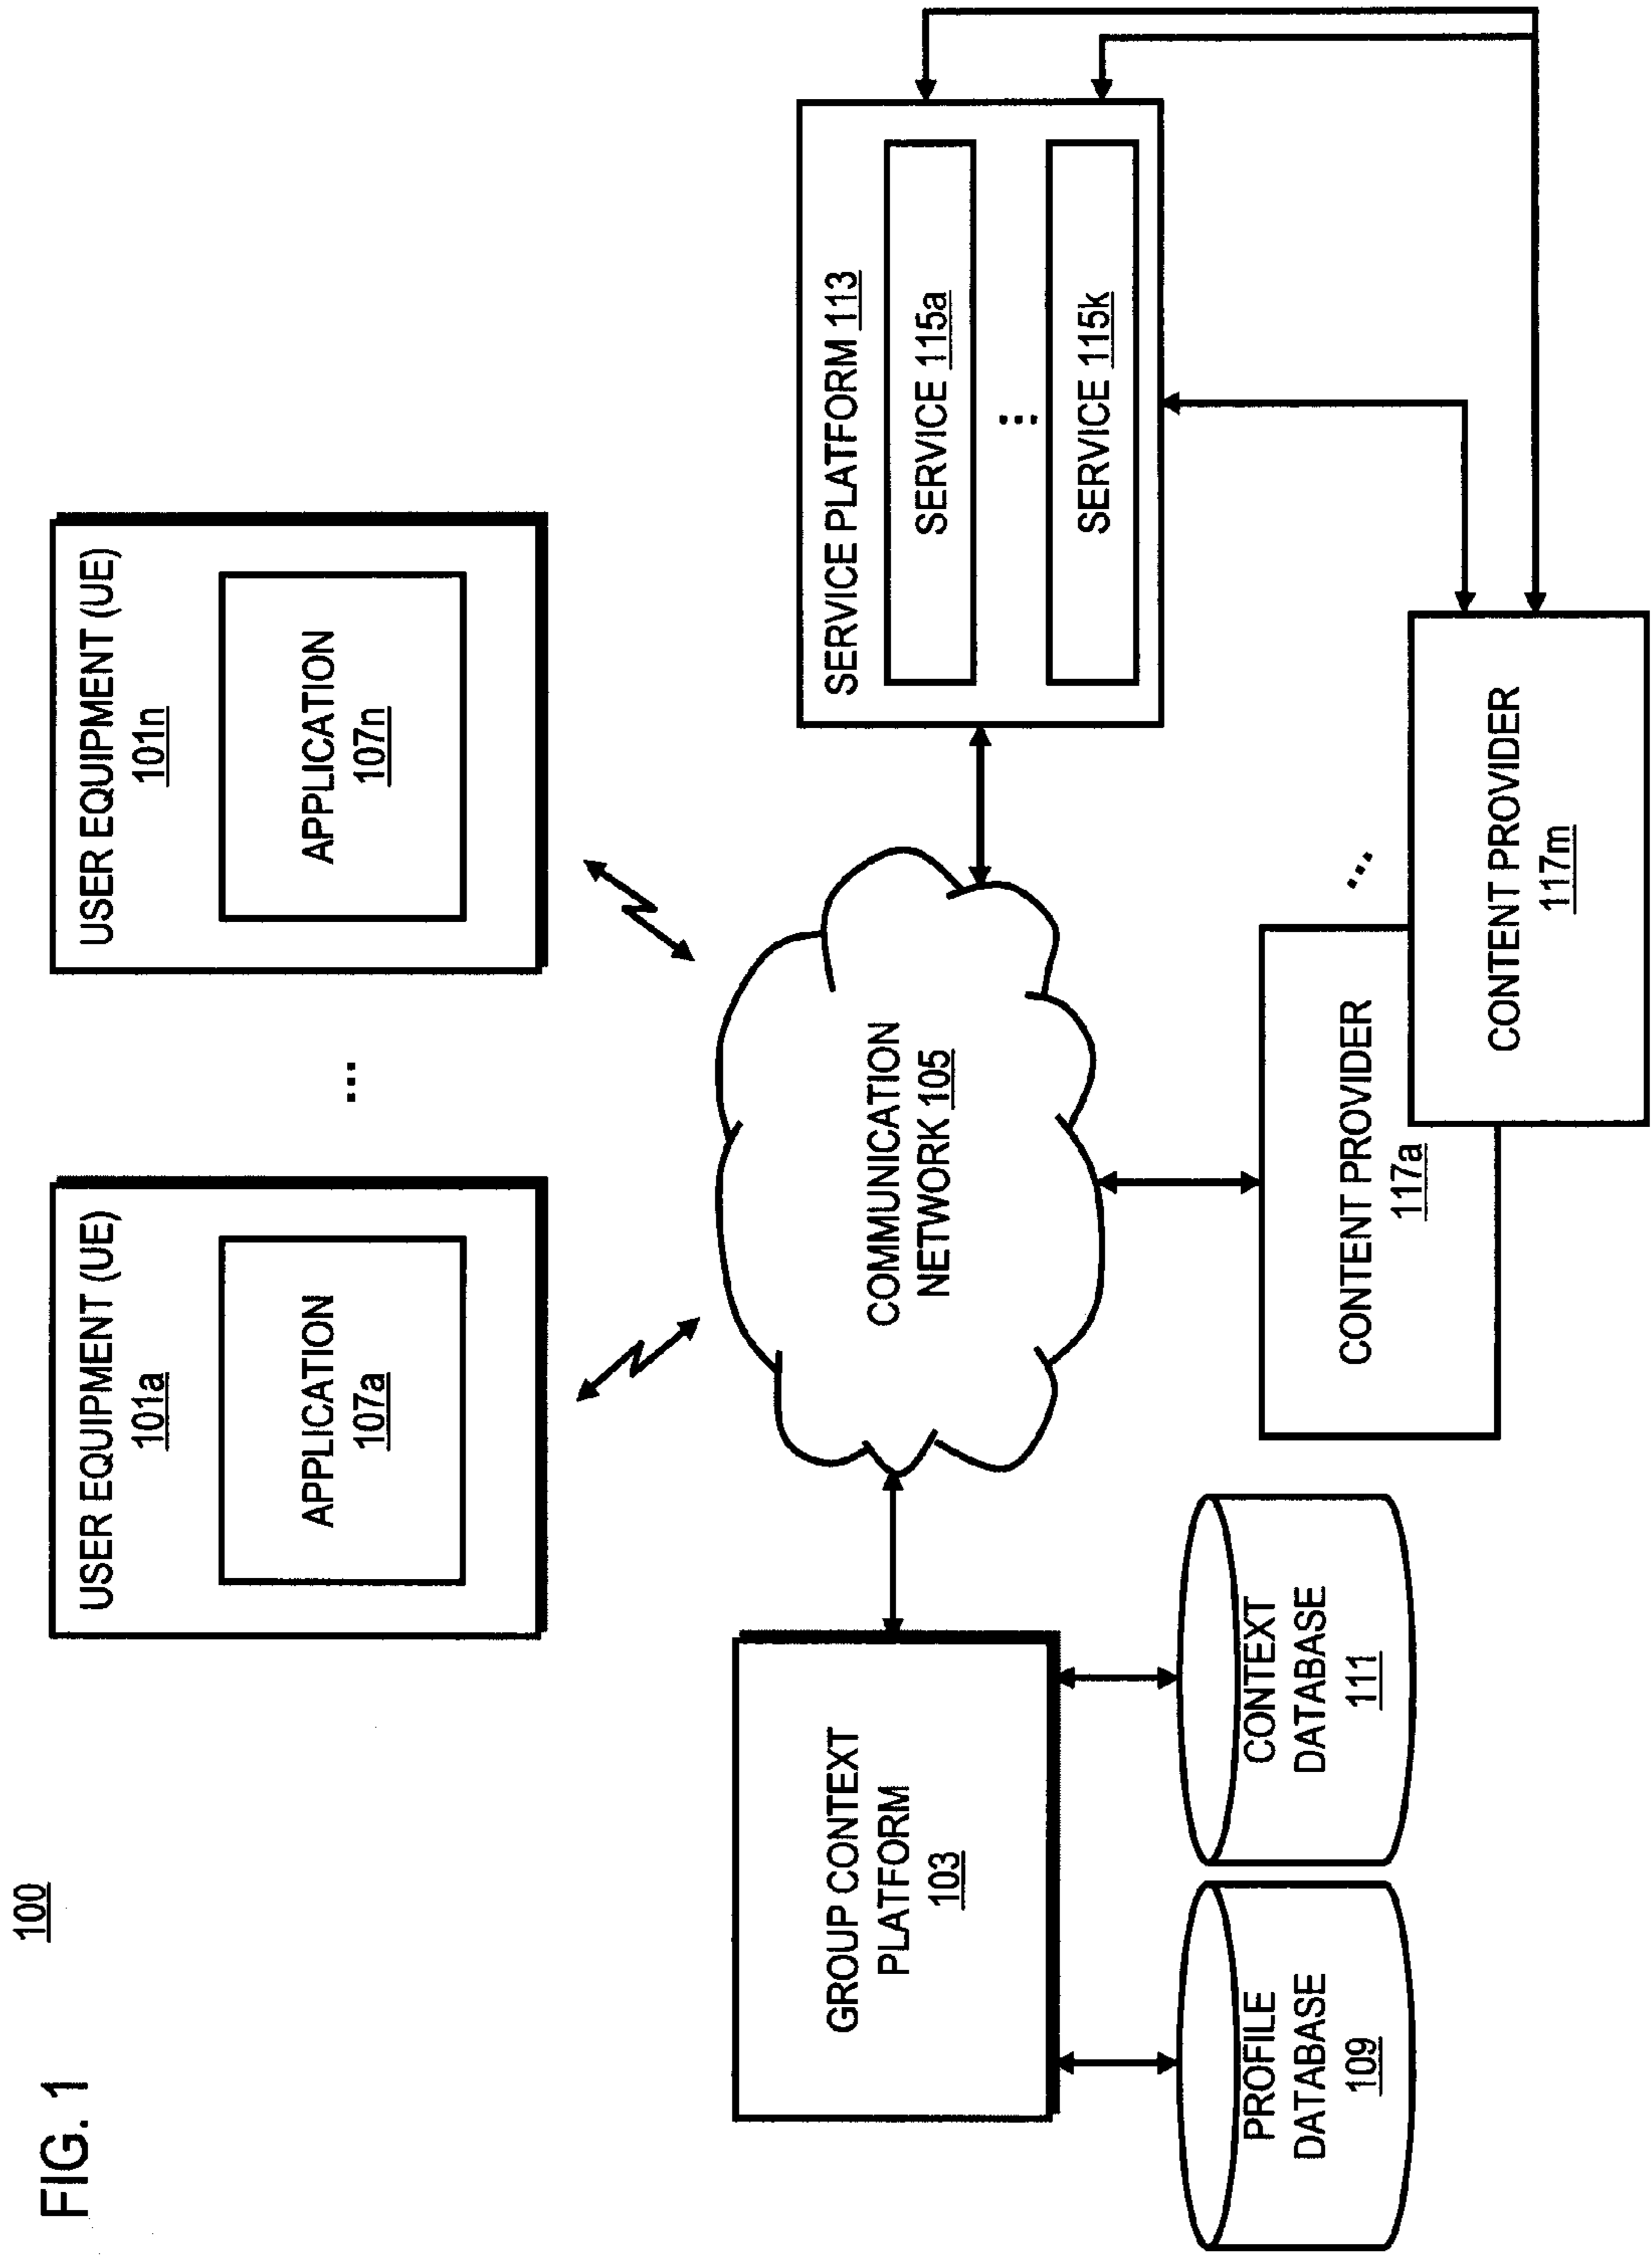 FIG. 1
100
USER EQUIPMENT (UE)
101a
APPLICATION
107a
...
USER EQUIPMENT (UE)
101n
APPLICATION
107n
GROUP CONTEXT
PLATFORM
103
COMMUNICATION
NETWORK 105
SERVICE PLATFORM 113
SERVICE 115a
...
SERVICE 115k
PROFILE
DATABASE
109
CONTEXT
DATABASE
111
CONTENT PROVIDER
117a
...
CONTENT PROVIDER
117m